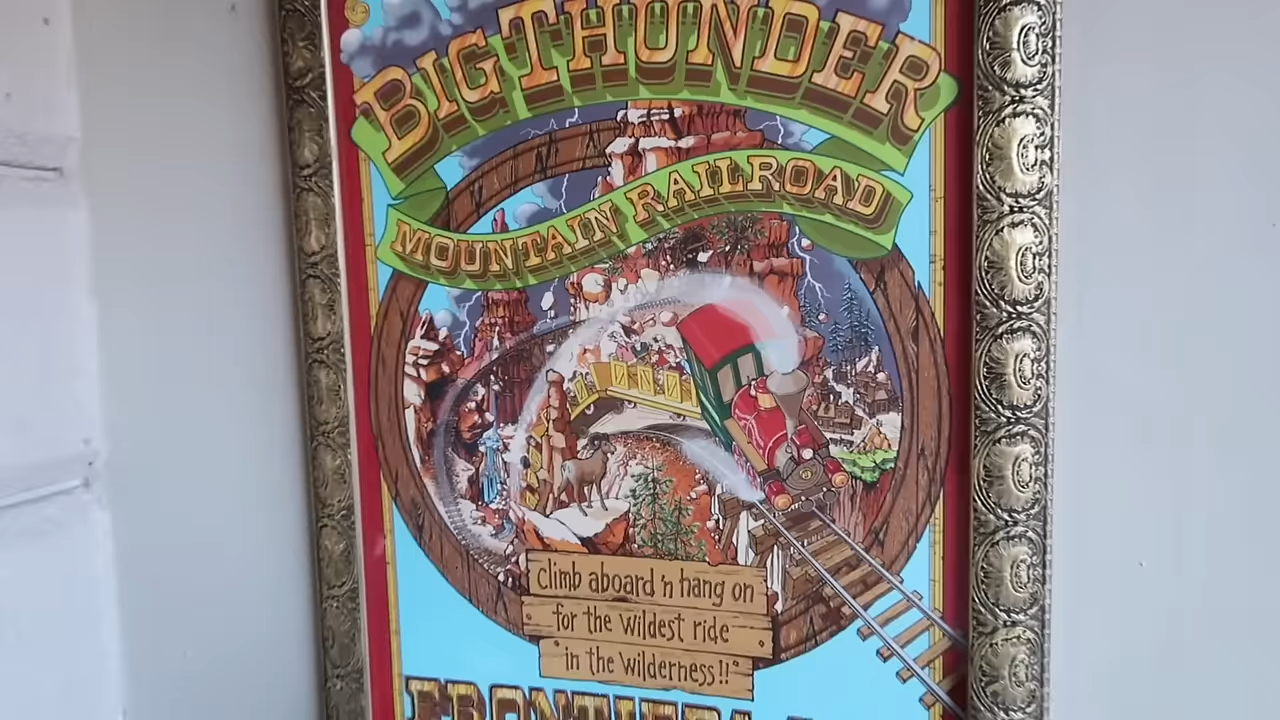 BIG THUNDER
MOUNTAIN RAILROAD
climb aboard 'n hang on
for the wildest ride
in the wilderness!!